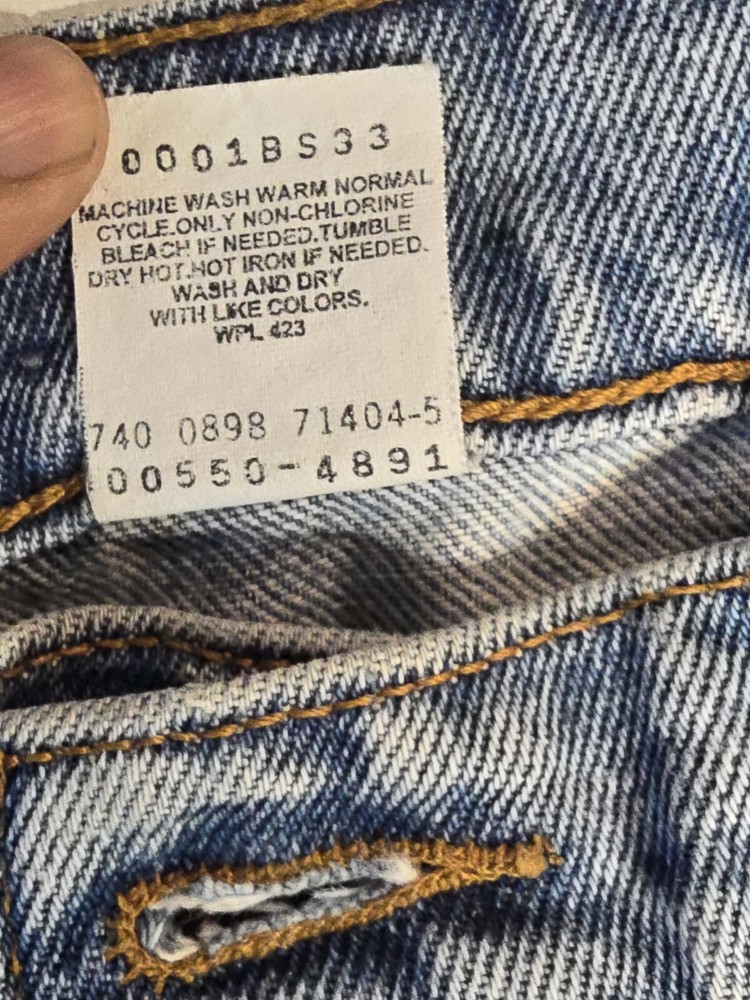 0001BS33
MACHINE WASH WARM NORMAL
CYCLE.ONLY NON-CHLORINE
BLEACH IF NEEDED.TUMBLE
DRY HOT.HOT IRON IF NEEDED.
WASH AND DRY
WITH LIKE COLORS.
WPL 423
740 0898 71404-5
00550-4891